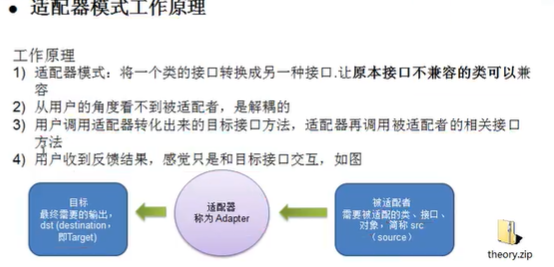 ● 适配器模式工作原理
工作原理
1) 适配器模式：将一个类的接口转换成另一种接口.让原本接口不兼容的类可以兼
容
2) 从用户的角度看不到被适配者，是解耦的
3) 用户调用适配器转化出来的目标接口方法，适配器再调用被适配者的相关接口
方法
4) 用户收到反馈结果，感觉只是和目标接口交互，如图
目标
最终需要的输出，
dst (destination，
即Target)
适配器
称为 Adapter
被适配者
需要被适配的类、接口、
对象，简称 src
（source）
theory.zip